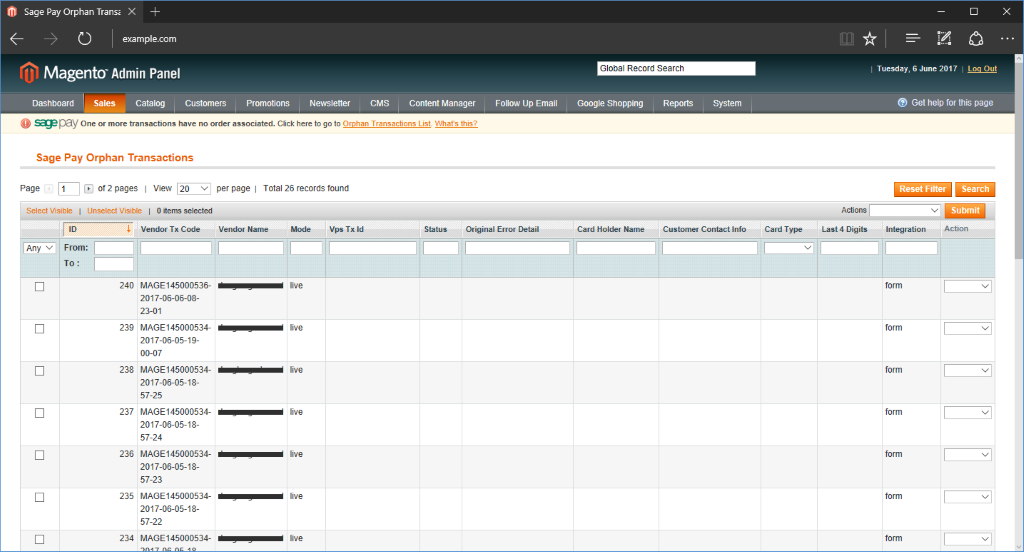 Sage Pay Orphan Transa
example.com
Magento Admin Panel
Global Record Search
| Tuesday, 6 June 2017 | Log Out
Dashboard Sales Catalog Customers Promotions Newsletter CMS Content Manager Follow Up Email Google Shopping Reports System Get help for this page
sage pay One or more transactions have no order associated. Click here to go to Orphan Transactions List. What's this?
Sage Pay Orphan Transactions
Page 1 of 2 pages | View 20 per page | Total 26 records found Reset Filter Search
Select Visible | Unselect Visible | 0 items selected Actions Submit
ID Vendor Tx Code Vendor Name Mode Vps Tx Id Status Original Error Detail Card Holder Name Customer Contact Info Card Type Last 4 Digits Integration Action
Any From:
To :
240 MAGE145000536- live form
2017-06-06-08-
23-01
239 MAGE145000534- live form
2017-06-05-19-
00-07
238 MAGE145000534- live form
2017-06-05-18-
57-25
237 MAGE145000534- live form
2017-06-05-18-
57-24
236 MAGE145000534- live form
2017-06-05-18-
57-23
235 MAGE145000534- live form
2017-06-05-18-
57-22
234 MAGE145000534- live form
2017-06-05-18-